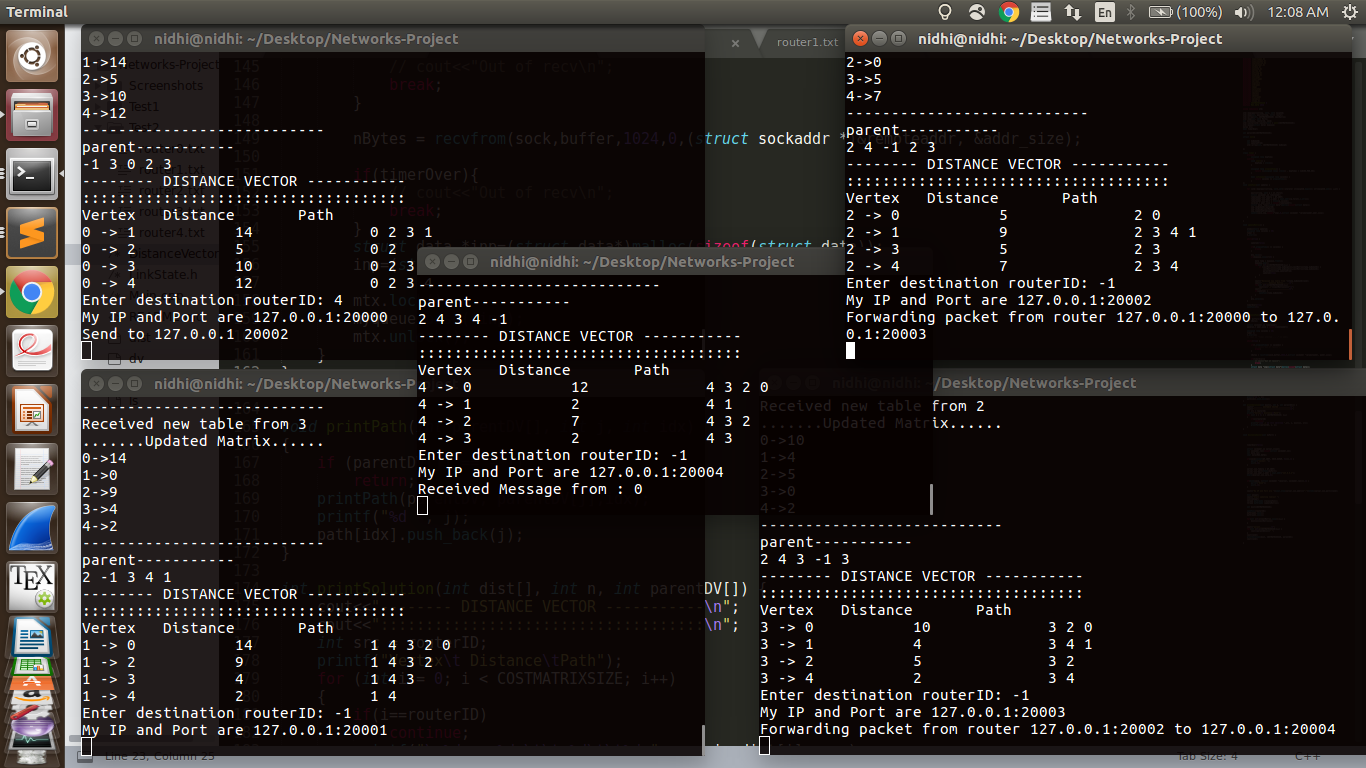 Terminal
En
(100%)
12:08 AM
nidhi@nidhi: ~/Desktop/Networks-Project
1->14
2->5
3->10
4->12
---------------------------
parent-----------
-1 3 0 2 3
-------- DISTANCE VECTOR -----------
::::::::::::::::::::::::::::::::::::
Vertex Distance Path
0 -> 1 14 0 2 3 1
0 -> 2 5 0 2
0 -> 3 10 0 2 3
0 -> 4 12 0 2 3
Enter destination routerID: 4
My IP and Port are 127.0.0.1:20000
Send to 127.0.0.1 20002
router1.txt
nidhi@nidhi: ~/Desktop/Networks-Project
2->0
3->5
4->7
---------------------------
parent-----------
2 4 -1 2 3
-------- DISTANCE VECTOR -----------
::::::::::::::::::::::::::::::::::::
Vertex Distance Path
2 -> 0 5 2 0
2 -> 1 9 2 3 4 1
2 -> 3 5 2 3
2 -> 4 7 2 3 4
Enter destination routerID: -1
My IP and Port are 127.0.0.1:20002
Forwarding packet from router 127.0.0.1:20000 to 127.0.
0.1:20003
nidhi@nidhi: ~/Desktop/Networks-Project
---------------------------
parent-----------
2 4 3 4 -1
-------- DISTANCE VECTOR -----------
::::::::::::::::::::::::::::::::::::
Vertex Distance Path
4 -> 0 12 4 3 2 0
4 -> 1 2 4 1
4 -> 2 7 4 3 2
4 -> 3 2 4 3
Enter destination routerID: -1
My IP and Port are 127.0.0.1:20004
Received Message from : 0
nidhi@nidhi: ~/Desktop/Networks-P
---------------------------
Received new table from 3
.......Updated Matrix......
0->14
1->0
2->9
3->4
4->2
---------------------------
parent-----------
2 -1 3 4 1
-------- DISTANCE VECTOR -----------
::::::::::::::::::::::::::::::::::::
Vertex Distance Path
1 -> 0 14 1 4 3 2 0
1 -> 2 9 1 4 3 2
1 -> 3 4 1 4 3
1 -> 4 2 1 4
Enter destination routerID: -1
My IP and Port are 127.0.0.1:20001
nidhi@nidhi: ~/Desktop/Networks-Project
Received new table from 2
.......Updated Matrix......
0->10
1->4
2->5
3->0
4->2
---------------------------
parent-----------
2 4 3 -1 3
-------- DISTANCE VECTOR -----------
::::::::::::::::::::::::::::::::::::
Vertex Distance Path
3 -> 0 10 3 2 0
3 -> 1 4 3 4 1
3 -> 2 5 3 2
3 -> 4 2 3 4
Enter destination routerID: -1
My IP and Port are 127.0.0.1:20003
Forwarding packet from router 127.0.0.1:20002 to 127.0.0.1:20004
Line 23, Column 23
Tab Size: 4
C++